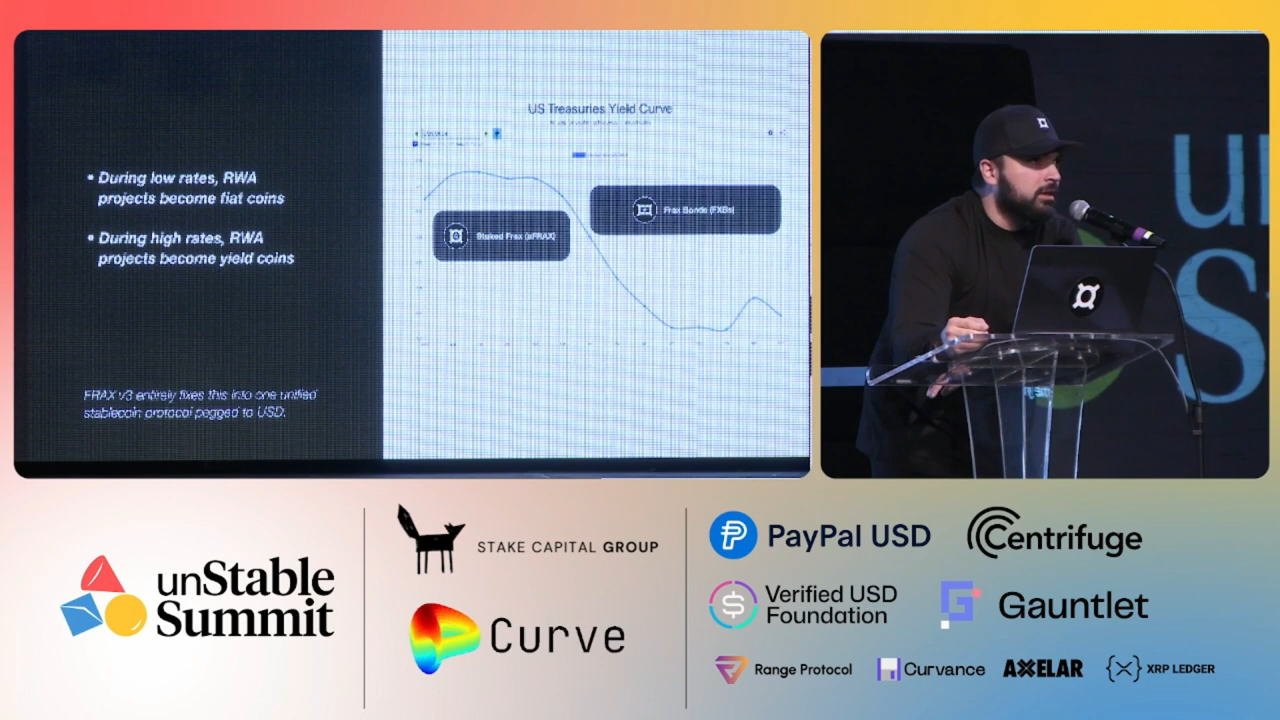 • During low rates, RWA
projects become fiat coins
• During high rates, RWA
projects become yield coins
FRAX v3 entirely fixes this into one unified
stablecoin protocol pegged to USD.
US Treasuries Yield Curve
Staked Frax (sFRAX)
Frax Bonds (FXBs)
unStable
Summit
STAKE CAPITAL GROUP
Curve
PayPal USD
Centrifuge
Verified USD
Foundation
Gauntlet
Range Protocol
Curvance
AXELAR
XRP LEDGER